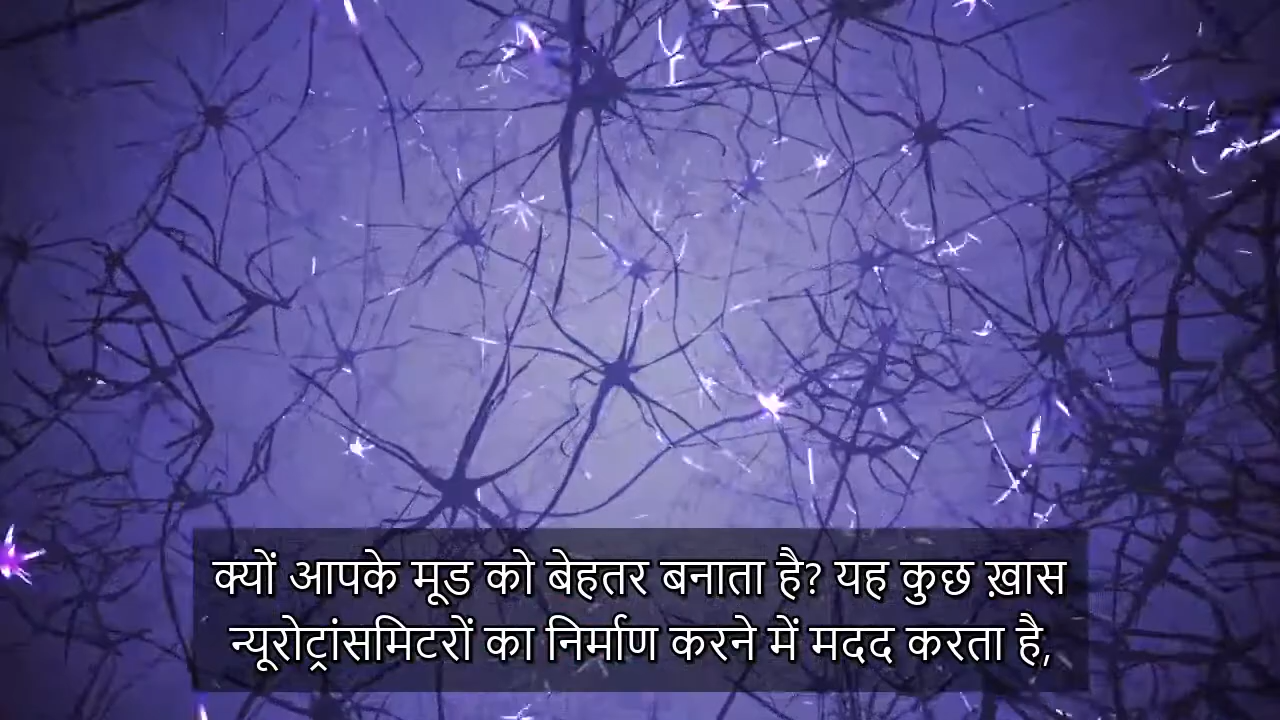 क्यों आपके मूड को बेहतर बनाता है? यह कुछ ख़ास
न्यूरोट्रांसमिटरों का निर्माण करने में मदद करता है,